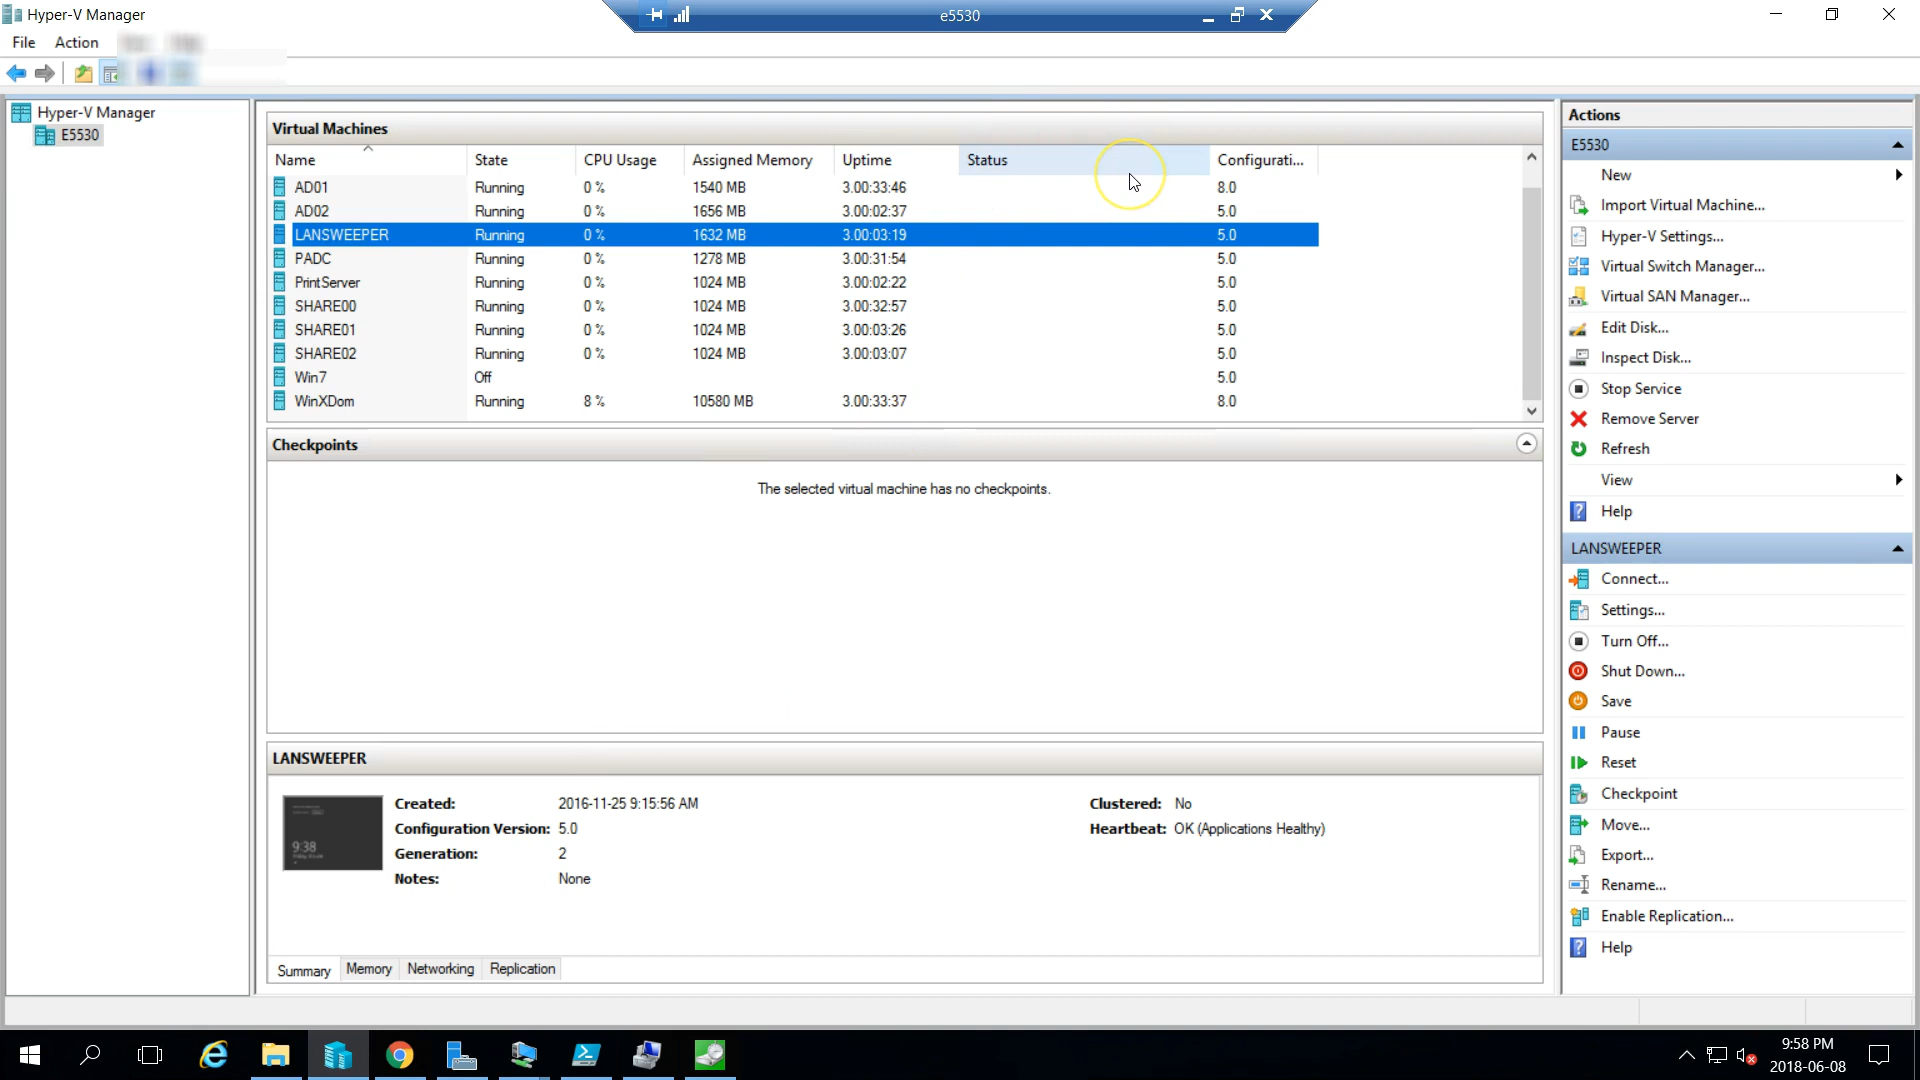 Hyper-V Manager
e5530
File Action
Hyper-V Manager
E5530
Virtual Machines
Name State CPU Usage Assigned Memory Uptime Status Configurati...
AD01 Running 0 % 1540 MB 3.00:33:46 8.0
AD02 Running 0 % 1656 MB 3.00:02:37 5.0
LANSWEEPER Running 0 % 1632 MB 3.00:03:19 5.0
PADC Running 0 % 1278 MB 3.00:31:54 5.0
PrintServer Running 0 % 1024 MB 3.00:02:22 5.0
SHARE00 Running 0 % 1024 MB 3.00:32:57 5.0
SHARE01 Running 0 % 1024 MB 3.00:03:26 5.0
SHARE02 Running 0 % 1024 MB 3.00:03:07 5.0
Win7 Off 5.0
WinXDom Running 8 % 10580 MB 3.00:33:37 8.0
Checkpoints
The selected virtual machine has no checkpoints.
LANSWEEPER
9:38
Created: 2016-11-25 9:15:56 AM
Configuration Version: 5.0
Generation: 2
Notes: None
Clustered: No
Heartbeat: OK (Applications Healthy)
Summary Memory Networking Replication
Actions
E5530
New
Import Virtual Machine...
Hyper-V Settings...
Virtual Switch Manager...
Virtual SAN Manager...
Edit Disk...
Inspect Disk...
Stop Service
Remove Server
Refresh
View
Help
LANSWEEPER
Connect...
Settings...
Turn Off...
Shut Down...
Save
Pause
Reset
Checkpoint
Move...
Export...
Rename...
Enable Replication...
Help
9:58 PM
2018-06-08